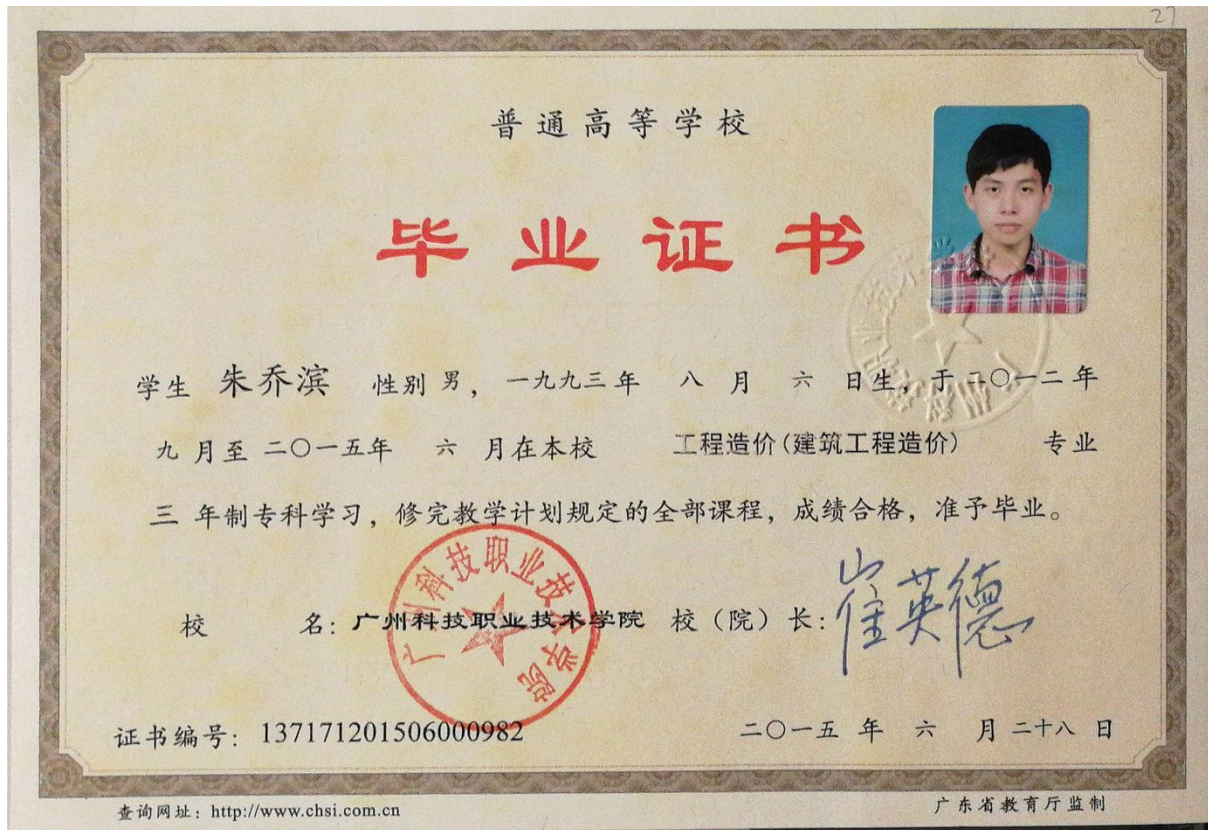 27
普通高等学校
毕业证书
学生 朱乔滨 性别 男，一九九三年 八 月 六 日生，于二〇一二年
九 月至 二〇一五年 六 月在本校 工程造价(建筑工程造价) 专业
三 年制专科学习，修完教学计划规定的全部课程，成绩合格，准予毕业。
广州科技职业技术学院
校 名：广州科技职业技术学院 校（院）长：崔英德
证书编号：137171201506000982 二〇一五 年 六 月 二十八 日
查询网址：http://www.chsi.com.cn 广东省教育厅监制